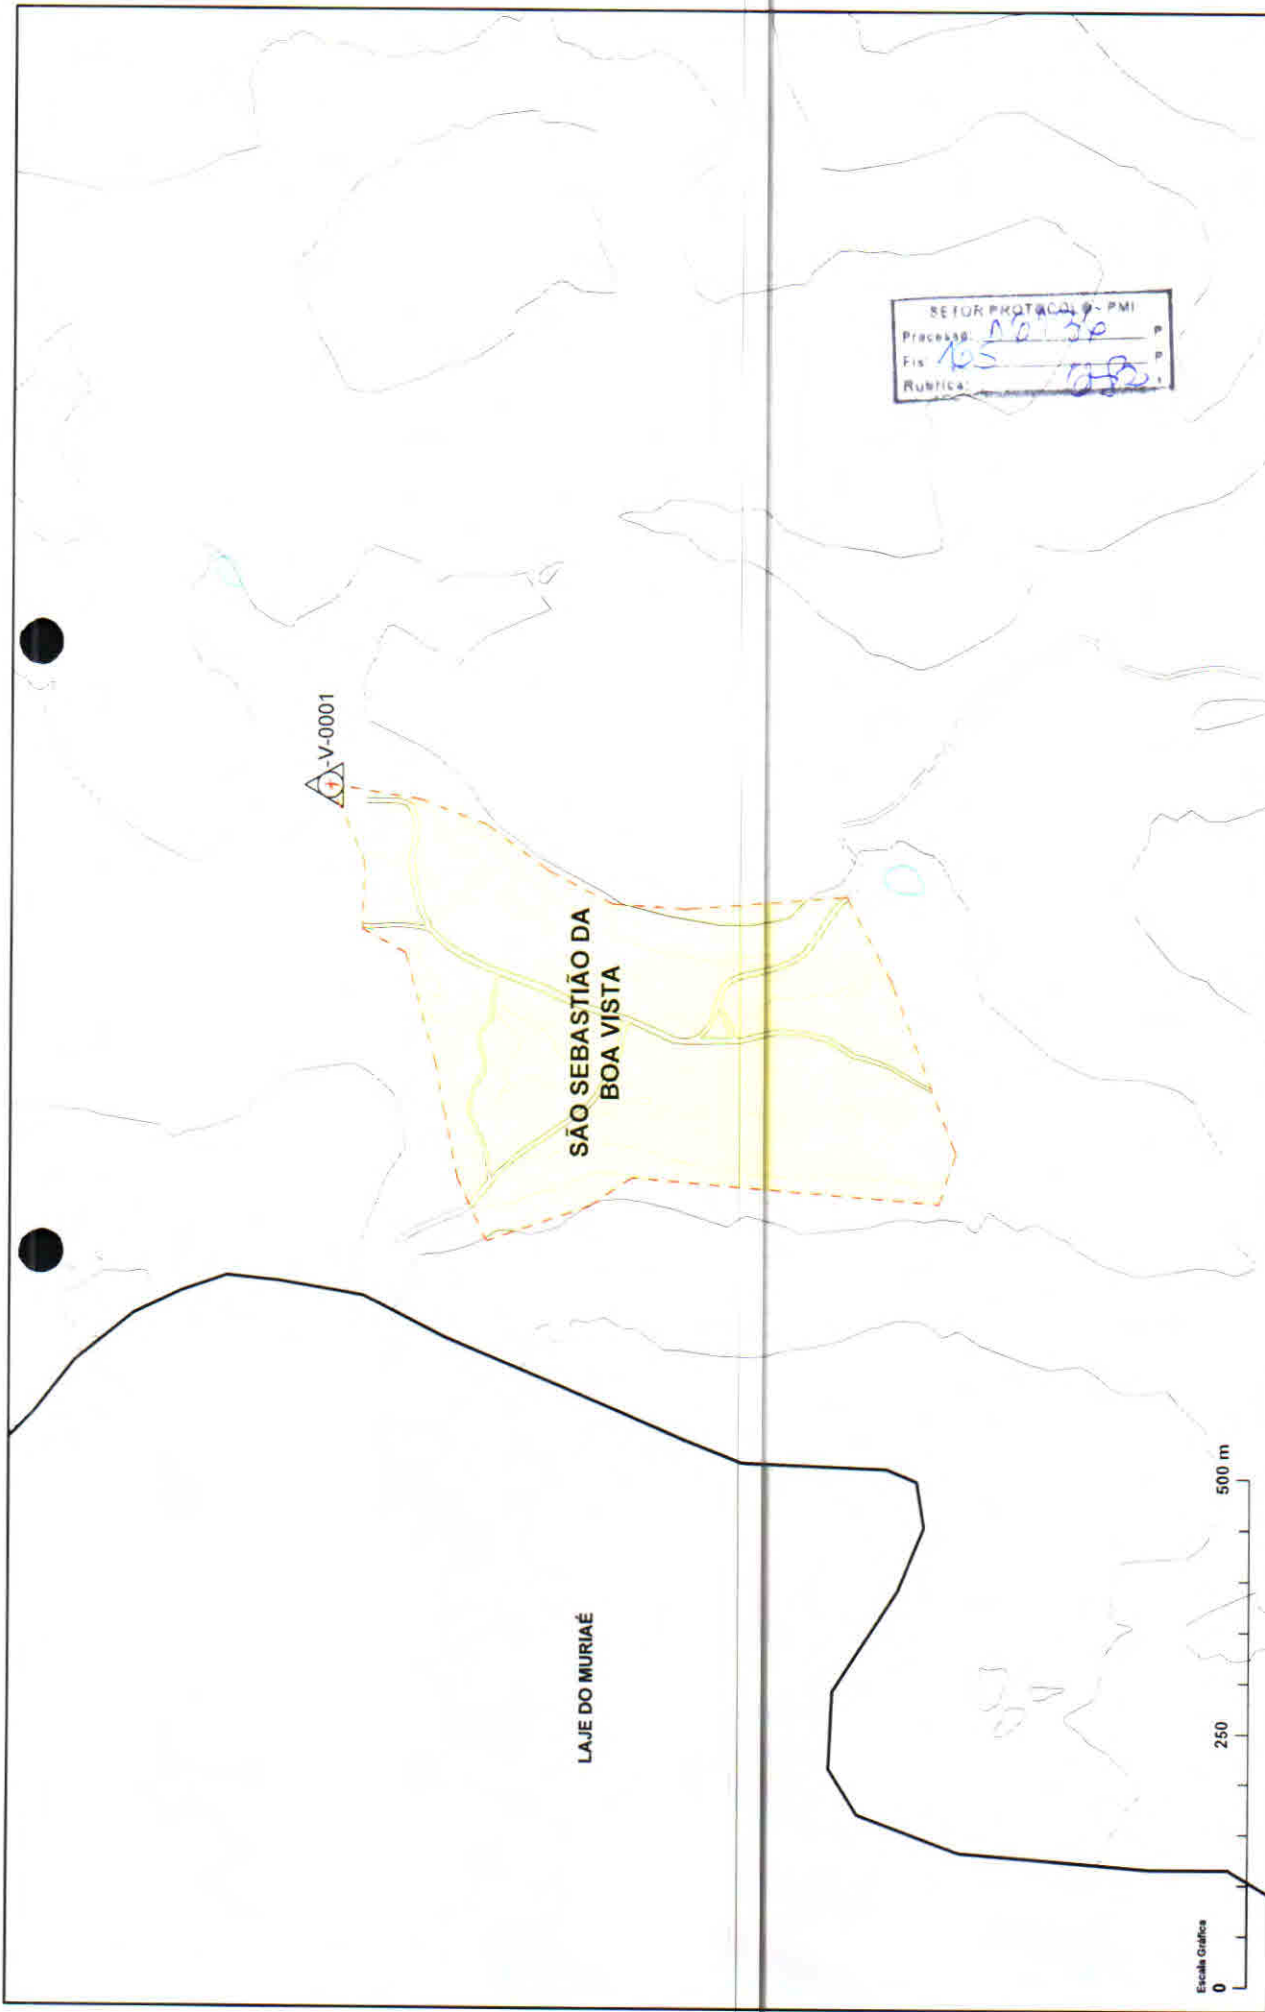 SETOR PROTOCOLO - PMI
Processo:
Fls: 105
Rubrica:
V-0001
SÃO SEBASTIÃO DA
BOA VISTA
LAJE DO MURIAÉ
Escala Gráfica
0 250 500 m